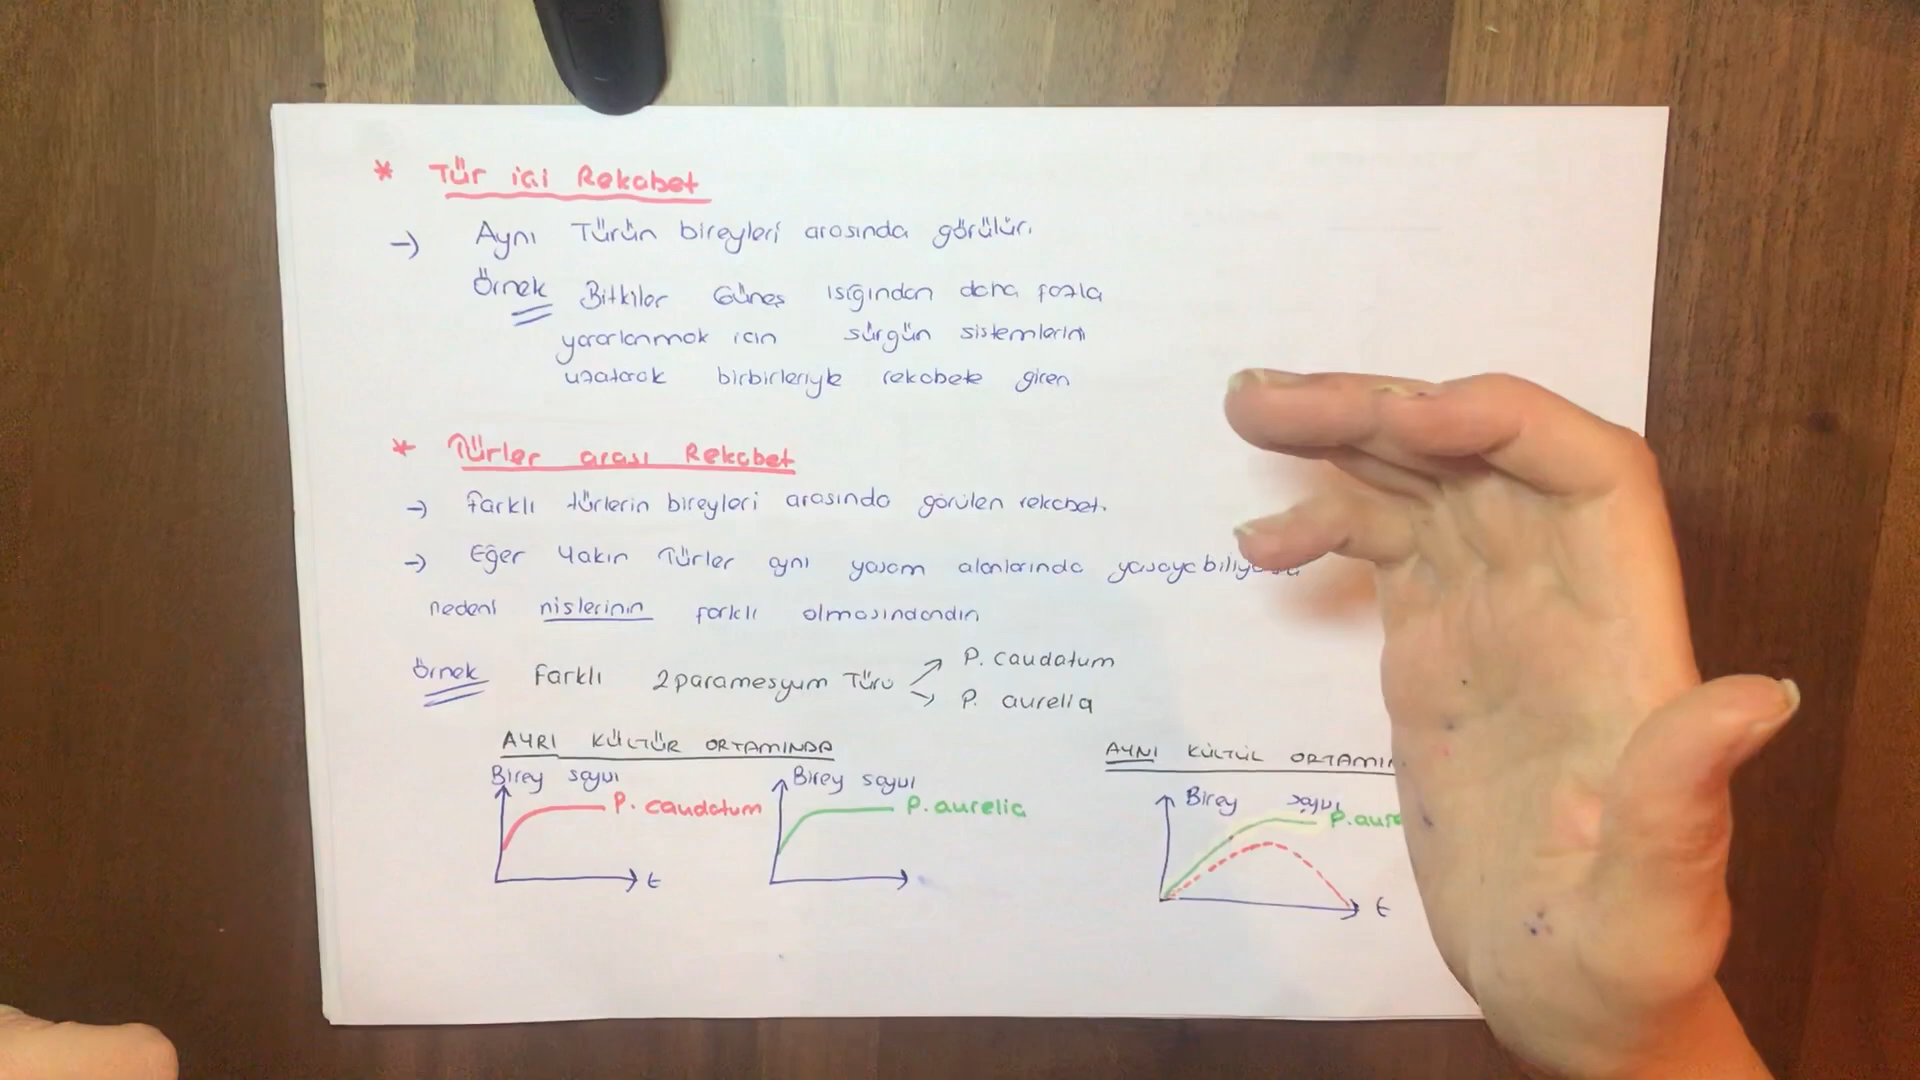 * Tür içi Rekabet
→ Aynı Türün bireyleri arasında görülür.
Örnek Bitkiler Güneş ışığından daha fazla
yararlanmak için sürgün sistemlerini
uzatarak birbirleriyle rekabete giren
* Türler arası Rekabet
→ Farklı türlerin bireyleri arasında görülen rekabet.
→ Eğer Yakın Türler aynı yaşam alanlarında
nedeni nişlerinin farklı olmasındandır
Örnek Farklı 2 paramesyum Türü
P. caudatum
P. aurelia
AYRI KÜLTÜR ORTAMINDA
AYNI KÜLTÜL
Birey sayısı
P. caudatum
t
Birey sayısı
P. aurelia
Birey sayısı
t